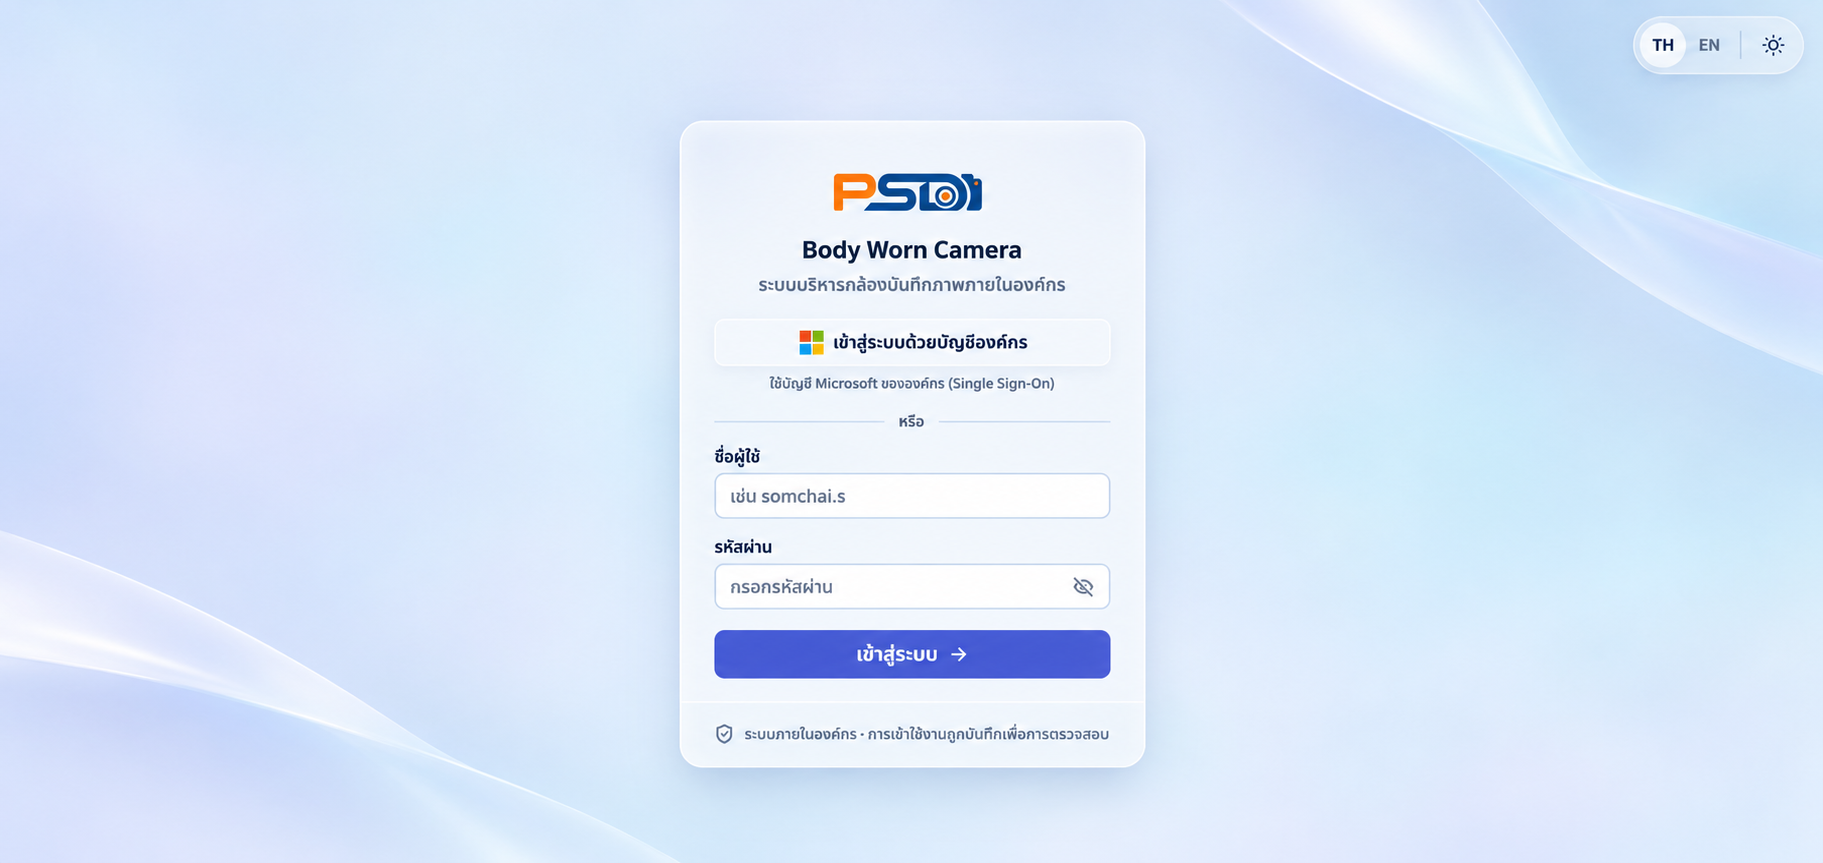 TH EN
PSD
Body Worn Camera
ระบบบริหารกล้องบันทึกภาพภายในองค์กร
เข้าสู่ระบบด้วยบัญชีองค์กร
ใช้บัญชี Microsoft ขององค์กร (Single Sign-On)
หรือ
ชื่อผู้ใช้
เช่น somchai.s
รหัสผ่าน
กรอกรหัสผ่าน
เข้าสู่ระบบ →
ระบบภายในองค์กร · การเข้าใช้งานถูกบันทึกเพื่อการตรวจสอบ